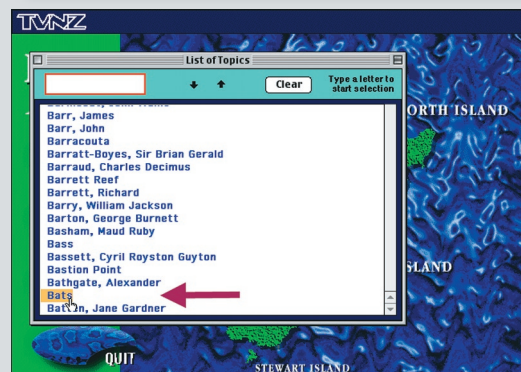 TVNZ
List of Topics
Clear
Type a letter to
start selection
Barr, James
Barr, John
Barracouta
Barratt-Boyes, Sir Brian Gerald
Barraud, Charles Decimus
Barrett Reef
Barrett, Richard
Barry, William Jackson
Barton, George Burnett
Basham, Maud Ruby
Bass
Bassett, Cyril Royston Guyton
Bastion Point
Bathgate, Alexander
Bats
Jane Gardner
ORTH ISLAND
SLAND
QUIT
STEWART ISLAND